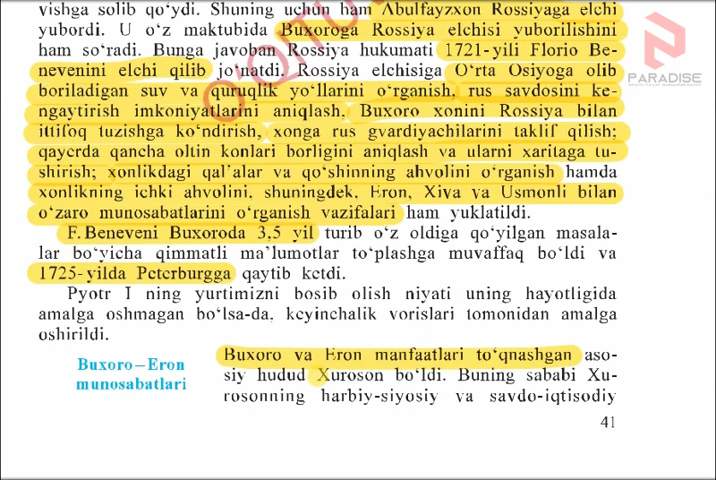 yishga solib qo‘ydi. Shuning uchun ham Abulfayzxon Rossiyaga elchi
yubordi. U o‘z maktubida Buxoroga Rossiya elchisi yuborilishini
ham so‘radi. Bunga javoban Rossiya hukumati 1721-yili Florio Be-
nevenini elchi qilib jo‘natdi. Rossiya elchisiga O‘rta Osiyoga olib
boriladigan suv va quruqlik yo‘llarini o‘rganish, rus savdosini ke-
ngaytirish imkoniyatlarini aniqlash, Buxoro xonini Rossiya bilan
ittifoq tuzishga ko‘ndirish, xonga rus gvardiyachilarini taklif qilish;
qayerda qancha oltin konlari borligini aniqlash va ularni xaritaga tu-
shirish; xonlikdagi qal’alar va qo‘shinning ahvolini o‘rganish hamda
xonlikning ichki ahvolini, shuningdek, Eron, Xiva va Usmonli bilan
o‘zaro munosabatlarini o‘rganish vazifalari ham yuklatildi.
F. Beneveni Buxoroda 3,5 yil turib o‘z oldiga qo‘yilgan masala-
lar bo‘yicha qimmatli ma’lumotlar to‘plashga muvaffaq bo‘ldi va
1725-yilda Peterburgga qaytib ketdi.
Pyotr I ning yurtimizni bosib olish niyati uning hayotligida
amalga oshmagan bo‘lsa-da, keyinchalik vorislari tomonidan amalga
oshirildi.
Buxoro–Eron
munosabatlari
Buxoro va Eron manfaatlari to‘qnashgan aso-
siy hudud Xuroson bo‘ldi. Buning sababi Xu-
rosonning harbiy-siyosiy va savdo-iqtisodiy
41
PARADISE